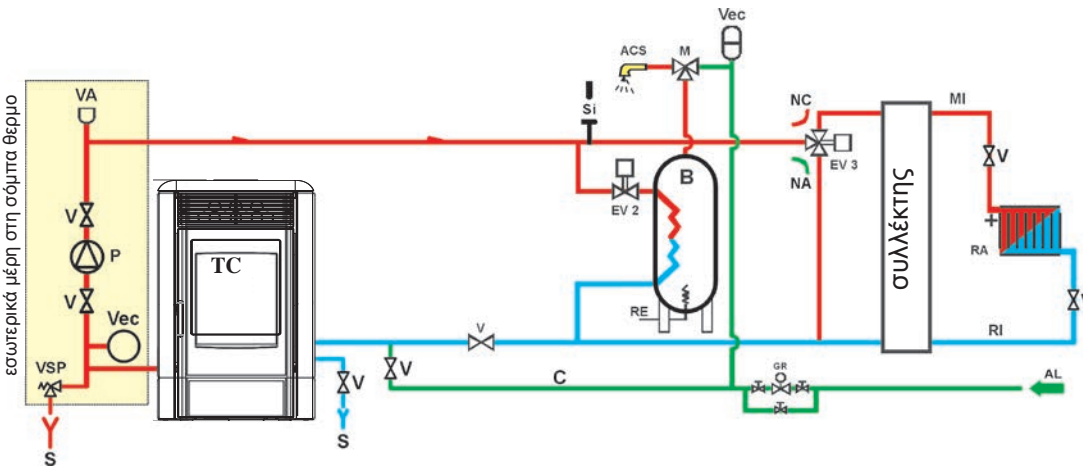 εσωτερικά μέρη στη σόμπα θερμο
VA
V
P
V
Vec
VSP
S
TC
V
S
V
V
C
Si
ACS
M
Vec
EV 2
B
RE
NC
NA
EV 3
GR
AL
συλλέκτης
MI
V
+
RA
V
RI